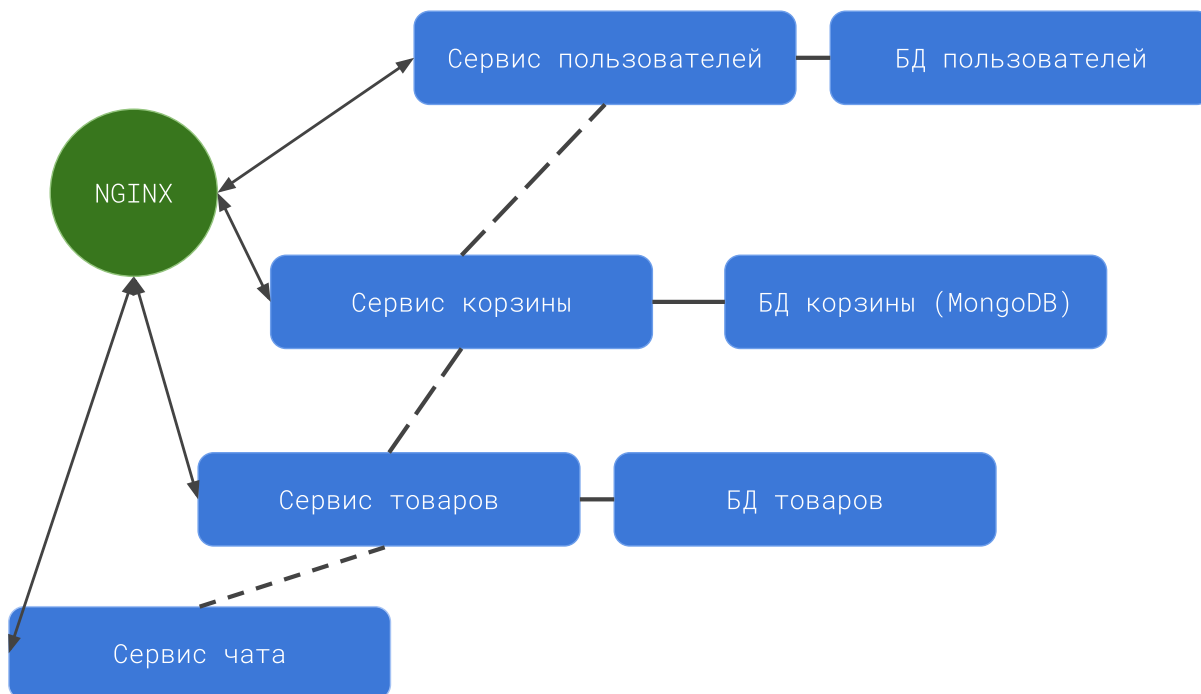 Сервис пользователей
БД пользователей
NGINX
Сервис корзины
БД корзины (MongoDB)
Сервис товаров
БД товаров
Сервис чата